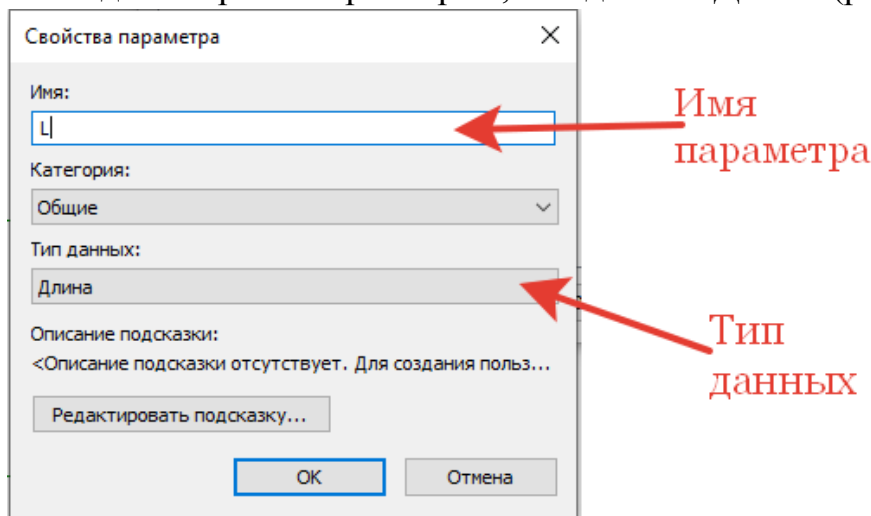 Свойства параметра
Имя:
L
Категория:
Общие
Тип данных:
Длина
Описание подсказки:
<Описание подсказки отсутствует. Для создания польз...
Редактировать подсказку...
ОК
Отмена
Имя
параметра
Тип
данных